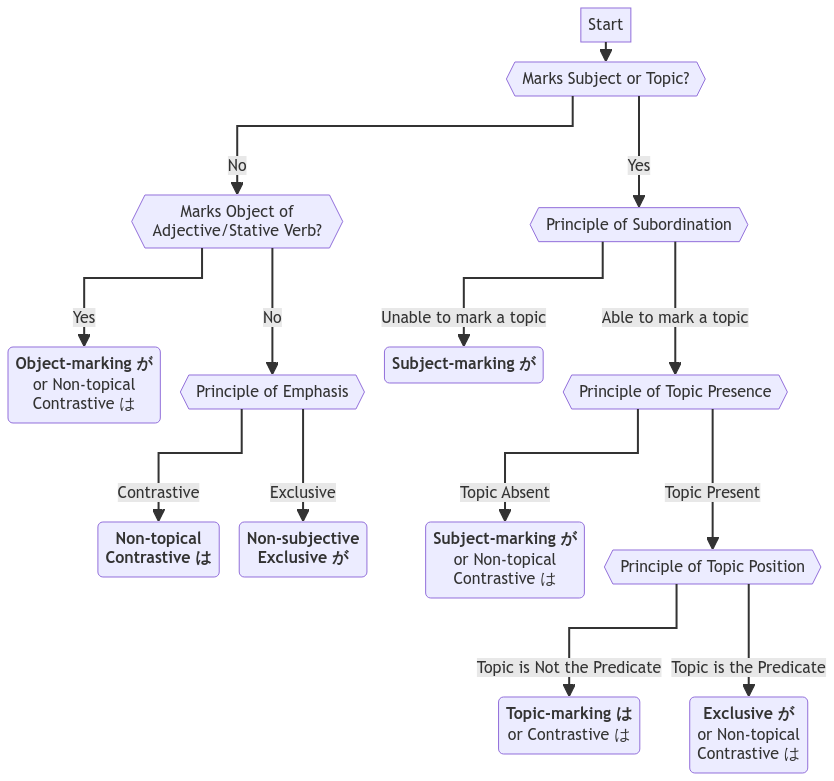 Start
Marks Subject or Topic?
No
Yes
Marks Object of
Adjective/Stative Verb?
Principle of Subordination
Yes
No
Unable to mark a topic
Able to mark a topic
Object-marking が
or Non-topical
Contrastive は
Principle of Emphasis
Subject-marking が
Principle of Topic Presence
Contrastive
Exclusive
Topic Absent
Topic Present
Non-topical
Contrastive は
Non-subjective
Exclusive が
Subject-marking が
or Non-topical
Contrastive は
Principle of Topic Position
Topic is Not the Predicate
Topic is the Predicate
Topic-marking は
or Contrastive は
Exclusive が
or Non-topical
Contrastive は